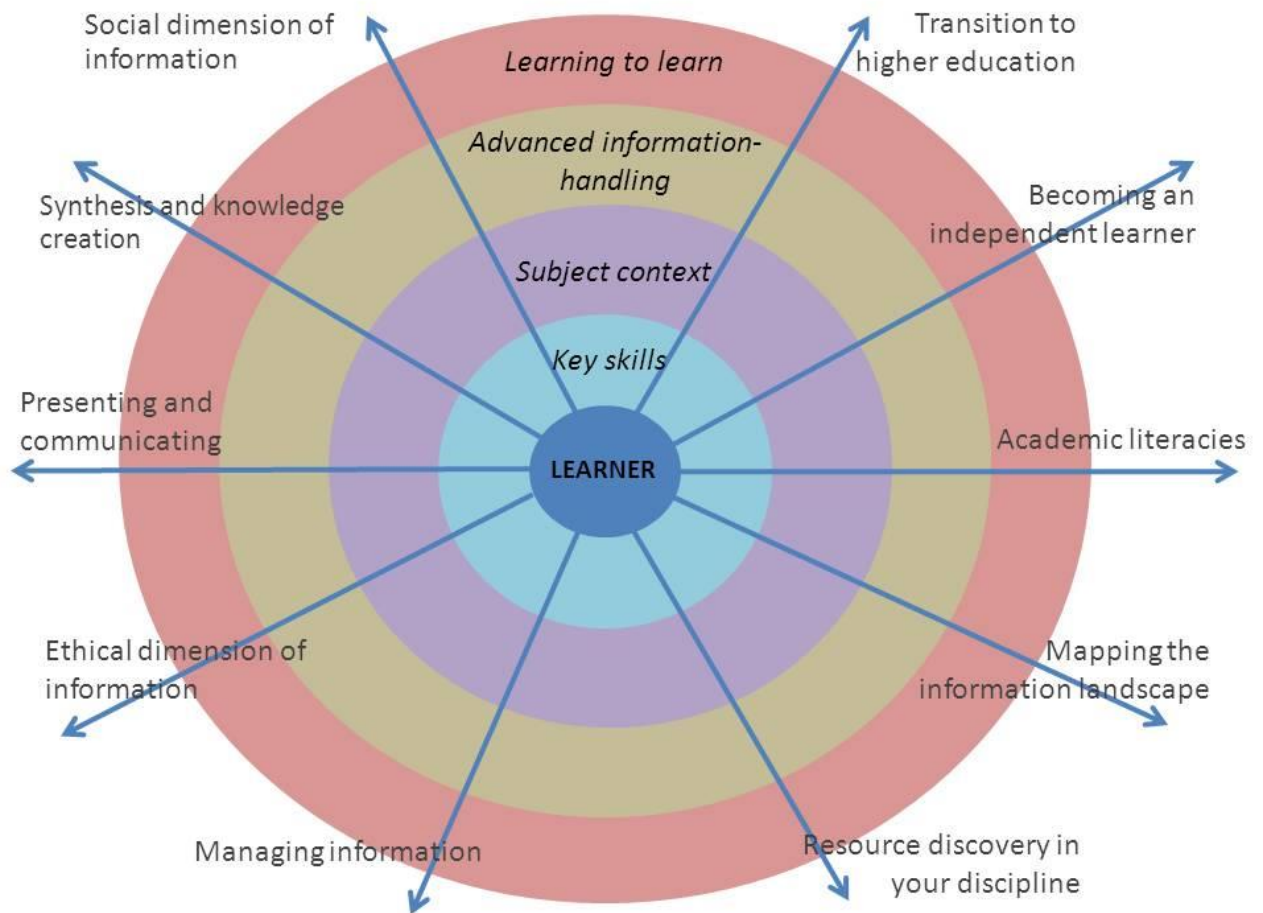 Social dimension of
information
Transition to
higher education
Learning to learn
Advanced information-
handling
Synthesis and knowledge
creation
Becoming an
independent learner
Subject context
Key skills
Presenting and
communicating
LEARNER
Academic literacies
Ethical dimension of
information
Mapping the
information landscape
Managing information
Resource discovery in
your discipline